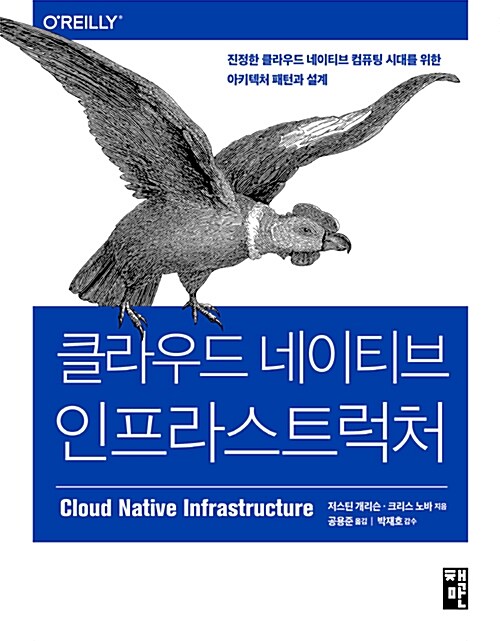 O'REILLY®
진정한 클라우드 네이티브 컴퓨팅 시대를 위한
아키텍처 패턴과 설계
클라우드 네이티브
인프라스트럭처
Cloud Native Infrastructure
저스틴 개리슨 · 크리스 노바 지음
공용준 옮김 | 박재호 감수
책만